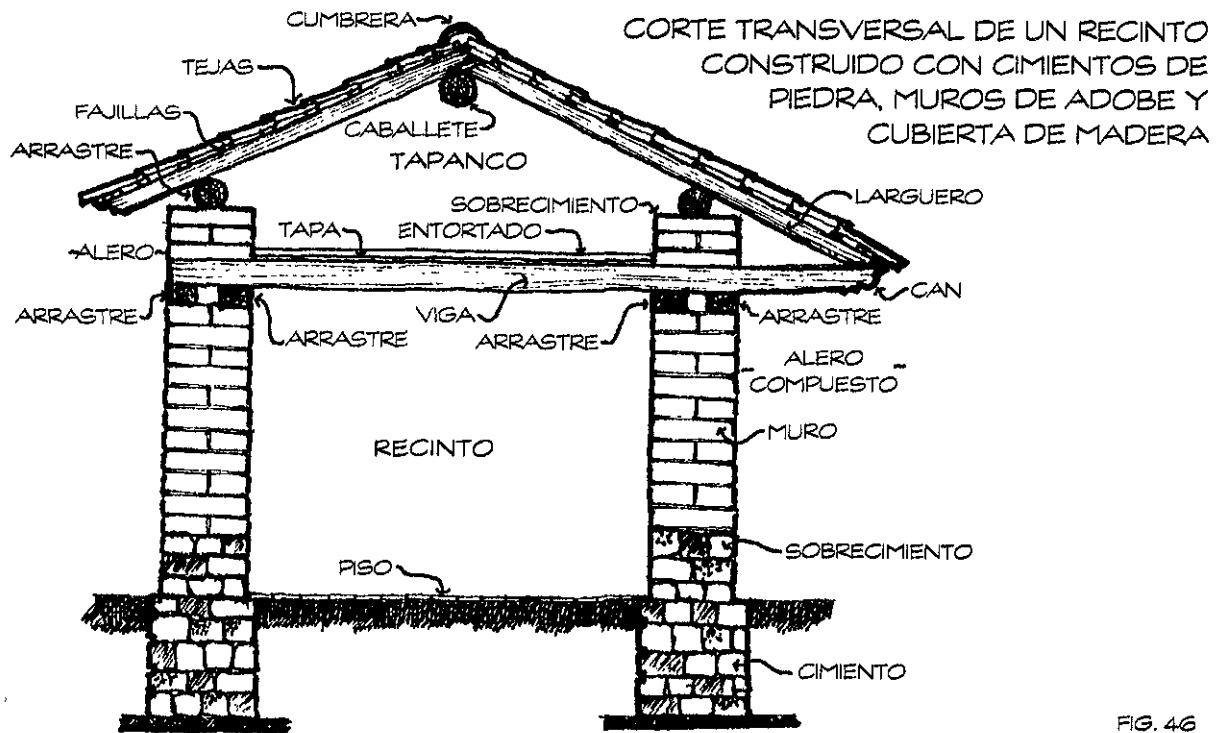 CUMBRERA
CORTE TRANSVERSAL DE UN RECINTO
CONSTRUIDO CON CIMIENTOS DE
PIEDRA, MUROS DE ADOBE Y
CUBIERTA DE MADERA
TEJAS
FAJILLAS
CABALLETE
ARRASTRE
TAPANCO
LARGUERO
SOBRECIMIENTO
TAPA
ENTORTADO
ALERO
CAN
ARRASTRE
ARRASTRE
VIGA
ARRASTRE
ARRASTRE
ALERO
COMPUESTO
MURO
RECINTO
SOBRECIMIENTO
PISO
CIMIENTO
FIG. 46